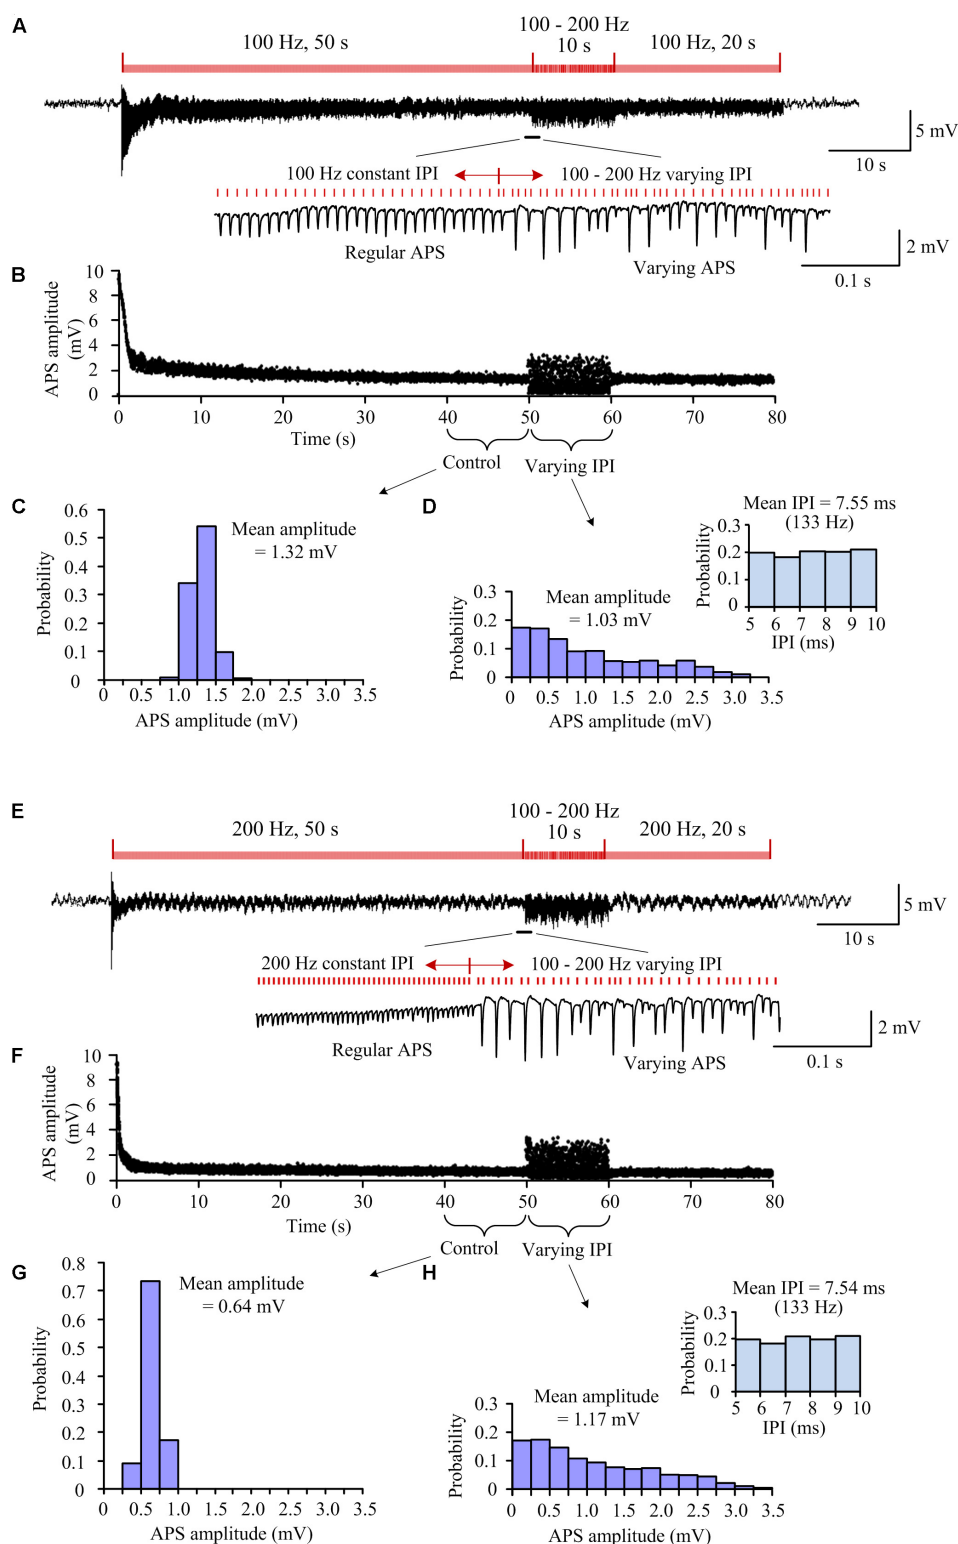 A
100 Hz, 50 s
100 - 200 Hz
10 s
100 Hz, 20 s
5 mV
10 s
100 Hz constant IPI
100 - 200 Hz varying IPI
Regular APS
Varying APS
2 mV
0.1 s
B
APS amplitude
(mV)
10
8
6
4
2
0
0 10 20 30 40 50 60 70 80
Time (s)
Control
Varying IPI
C
Probability
0.6
0.5
0.4
0.3
0.2
0.1
0
Mean amplitude
= 1.32 mV
0 0.5 1.0 1.5 2.0 2.5 3.0 3.5
APS amplitude (mV)
D
Probability
0.3
0.2
0.1
0
Mean amplitude
= 1.03 mV
0 0.5 1.0 1.5 2.0 2.5 3.0 3.5
APS amplitude (mV)
Mean IPI = 7.55 ms
(133 Hz)
Probability
0.3
0.2
0.1
0
5 6 7 8 9 10
IPI (ms)
E
200 Hz, 50 s
100 - 200 Hz
10 s
200 Hz, 20 s
5 mV
10 s
200 Hz constant IPI
100 - 200 Hz varying IPI
Regular APS
Varying APS
2 mV
0.1 s
F
APS amplitude
(mV)
10
8
6
4
2
0
0 10 20 30 40 50 60 70 80
Time (s)
Control
Varying IPI
G
Probability
0.8
0.7
0.6
0.5
0.4
0.3
0.2
0.1
0
Mean amplitude
= 0.64 mV
0 0.5 1.0 1.5 2.0 2.5 3.0 3.5
APS amplitude (mV)
H
Probability
0.3
0.2
0.1
0
Mean amplitude
= 1.17 mV
0 0.5 1.0 1.5 2.0 2.5 3.0 3.5
APS amplitude (mV)
Mean IPI = 7.54 ms
(133 Hz)
Probability
0.3
0.2
0.1
0
5 6 7 8 9 10
IPI (ms)